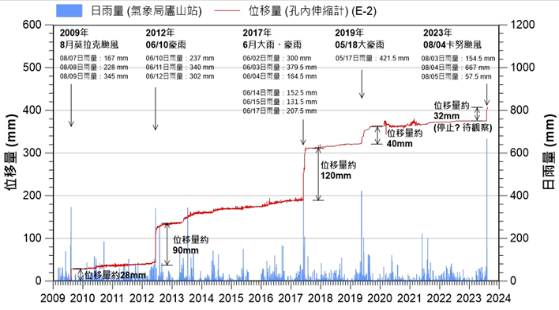 日雨量 (氣象局廬山站)
位移量 (孔內伸縮計) (E-2)
2009年
8月莫拉克颱風
08/07日雨量：167 mm
08/08日雨量：228 mm
08/09日雨量：345 mm
2012年
06/10豪雨
06/10日雨量：237 mm
06/11日雨量：340 mm
06/12日雨量：302 mm
2017年
6月大雨、豪雨
06/02日雨量：300 mm
06/03日雨量：379.5 mm
06/04日雨量：164.5 mm
06/14日雨量：152.5 mm
06/15日雨量：131.5 mm
06/17日雨量：207.5 mm
2019年
05/18大豪雨
05/17日雨量：421.5 mm
2023年
08/04卡努颱風
08/03日雨量：154.5 mm
08/04日雨量：667 mm
08/05日雨量：57.5 mm
位移量約28mm
位移量約
90mm
位移量約
120mm
位移量約
40mm
位移量約
32mm
(停止? 待觀察)
位移量 (mm)
600
500
400
300
200
100
0
日雨量 (mm)
1200
1000
800
600
400
200
0
2009 2010 2011 2012 2013 2014 2015 2016 2017 2018 2019 2020 2021 2022 2023 2024